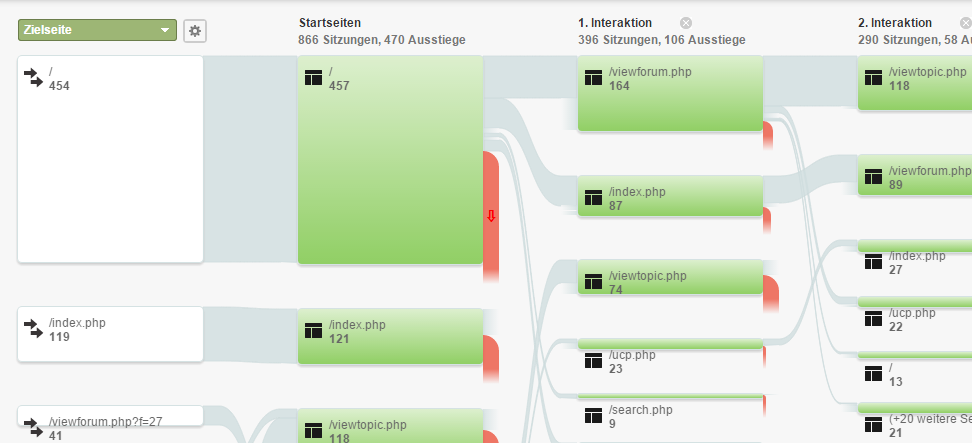 Zielseite
/
454
/index.php
119
/viewforum.php?f=27
41
Startseiten
866 Sitzungen, 470 Ausstiege
/
457
/index.php
121
/viewtopic.php
118
1. Interaktion
396 Sitzungen, 106 Ausstiege
/viewforum.php
164
/index.php
87
/viewtopic.php
74
/ucp.php
23
/search.php
9
2. Interaktion
290 Sitzungen, 58 Au
/viewtopic.php
118
/viewforum.php
89
/index.php
27
/ucp.php
22
/
13
(+20 weitere Se
21